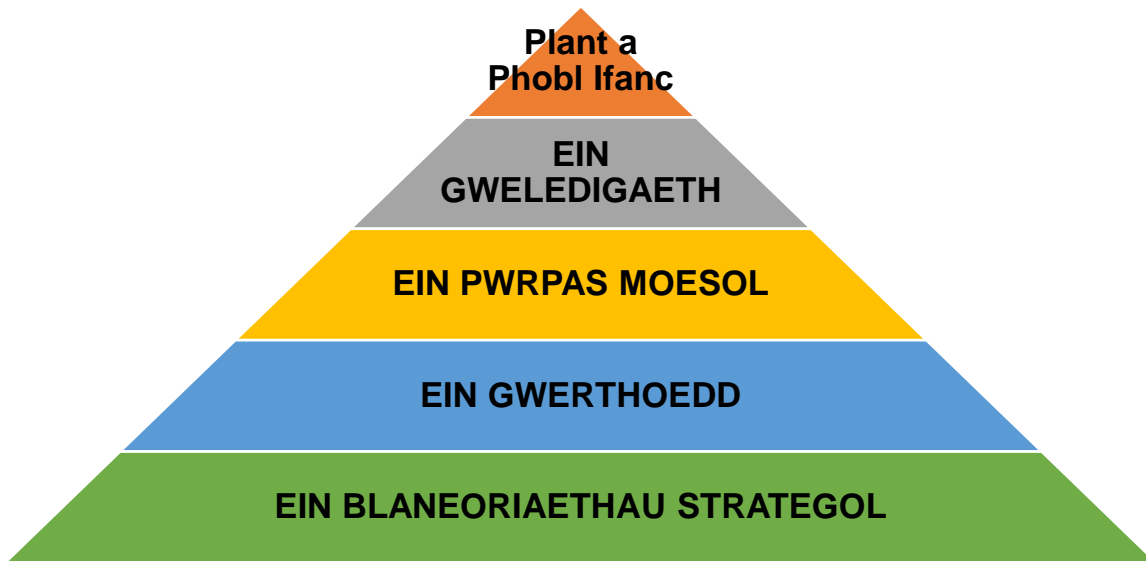 Plant a
Phobl Ifanc
EIN
GWELEDIGAETH
EIN PWRPAS MOESOL
EIN GWERTHOEDD
EIN BLANEORIAETHAU STRATEGOL